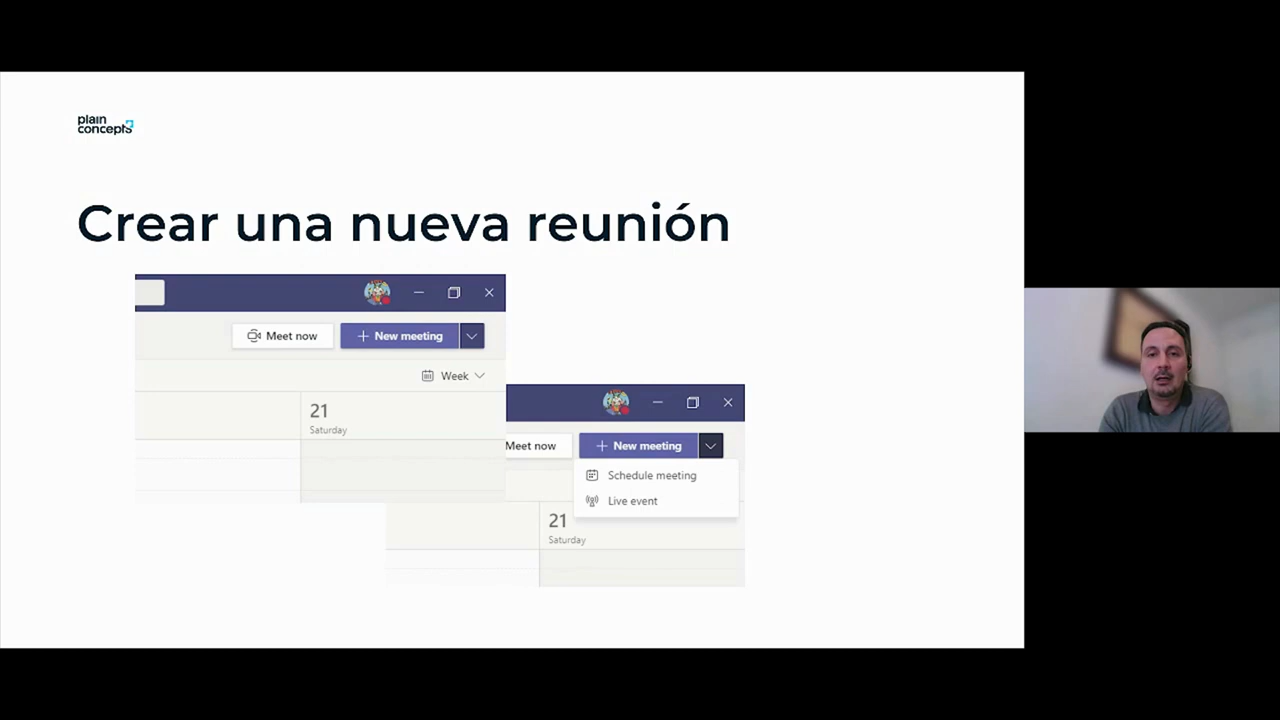 plain
concepts
Crear una nueva reunión
Meet now
New meeting
Week
21
Saturday
Meet now
New meeting
Schedule meeting
Live event
21
Saturday